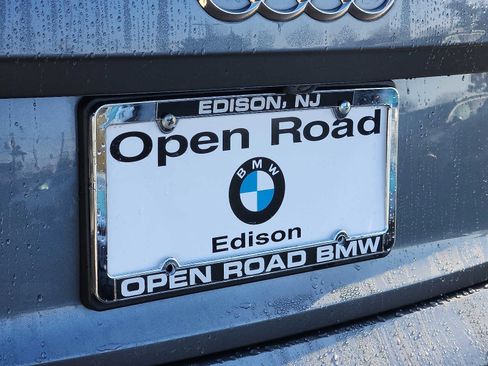 EDISON, NJ
Open Road
BMW
Edison
OPEN ROAD BMW